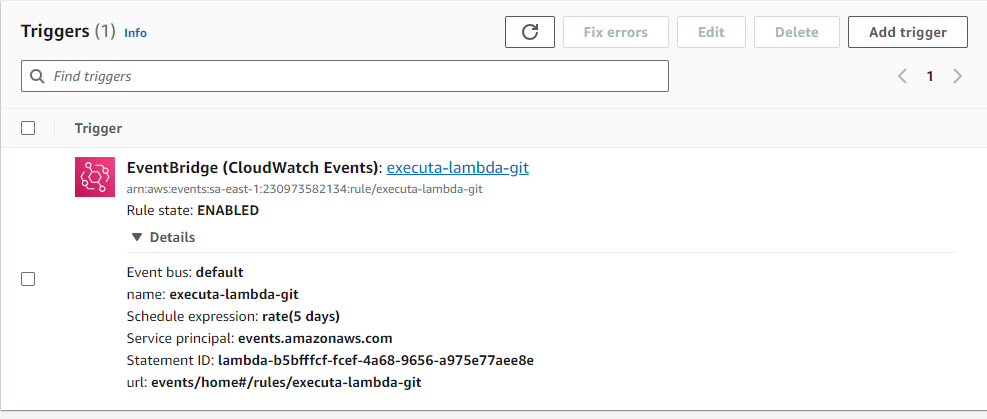 Triggers (1) Info
Fix errors
Edit
Delete
Add trigger
Find triggers
1
Trigger
EventBridge (CloudWatch Events): executa-lambda-git
arn:aws:events:sa-east-1:230973582134:rule/executa-lambda-git
Rule state: ENABLED
Details
Event bus: default
name: executa-lambda-git
Schedule expression: rate(5 days)
Service principal: events.amazonaws.com
Statement ID: lambda-b5bfffcf-fcef-4a68-9656-a975e77aee8e
url: events/home#/rules/executa-lambda-git